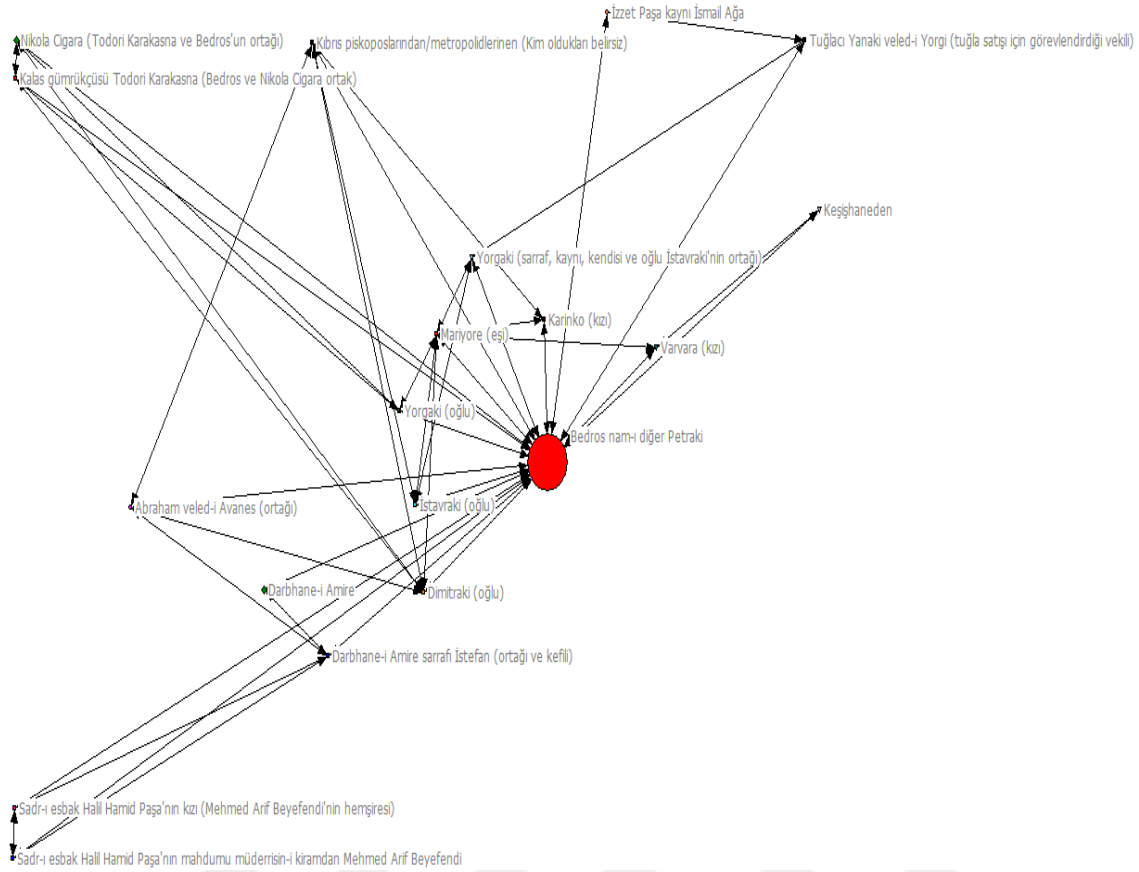 İzzet Paşa kaynı İsmail Ağa
Nikola Cigara (Todori Karakasna ve Bedros'un ortağı)
Kıbrıs piskoposlarından/metropolidlerinen (Kim oldukları belirsiz)
Tuğlacı Yanaki veled-i Yorgi (tuğla satışı için görevlendirdiği vekili)
Kalas gümrükçüsü Todori Karakasna (Bedros ve Nikola Cigara ortak)
Keşişhaneden
Yorgaki (sarraf, kaynı, kendisi ve oğlu İstavraki'nin ortağı)
Karinko (kızı)
Mariyore (eşi)
Varvara (kızı)
Yorgaki (oğlu)
Bedros nam-ı diğer Petraki
Abraham veled-i Avanes (ortağı)
İstavraki (oğlu)
Darbhane-i Amire
Dimitraki (oğlu)
Darbhane-i Amire sarrafı İstefan (ortağı ve kefili)
Sadr-ı esbak Halil Hamid Paşa'nın kızı (Mehmed Arif Beyefendi'nin hemşiresi)
Sadr-ı esbak Halil Hamid Paşa'nın mahdumu müderrisin-i kiramdan Mehmed Arif Beyefendi